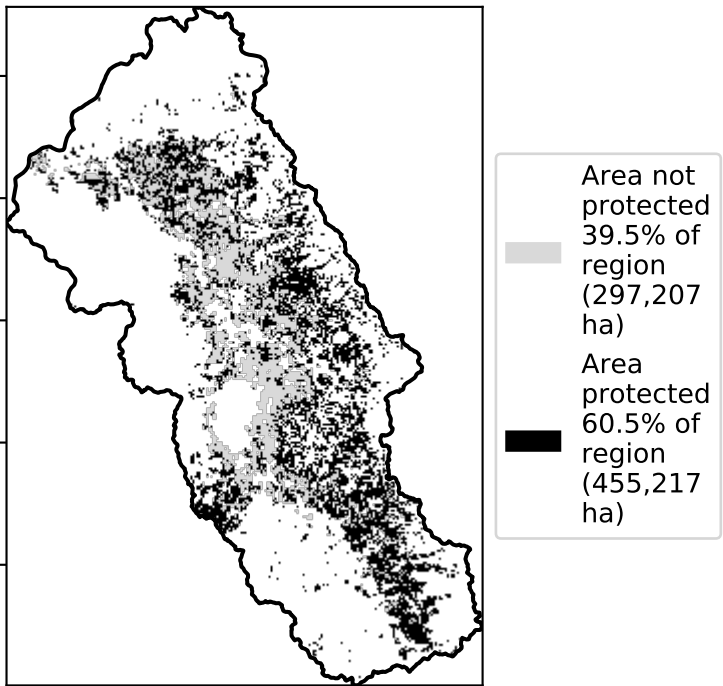 Area not
protected
39.5% of
region
(297,207
ha)
Area
protected
60.5% of
region
(455,217
ha)